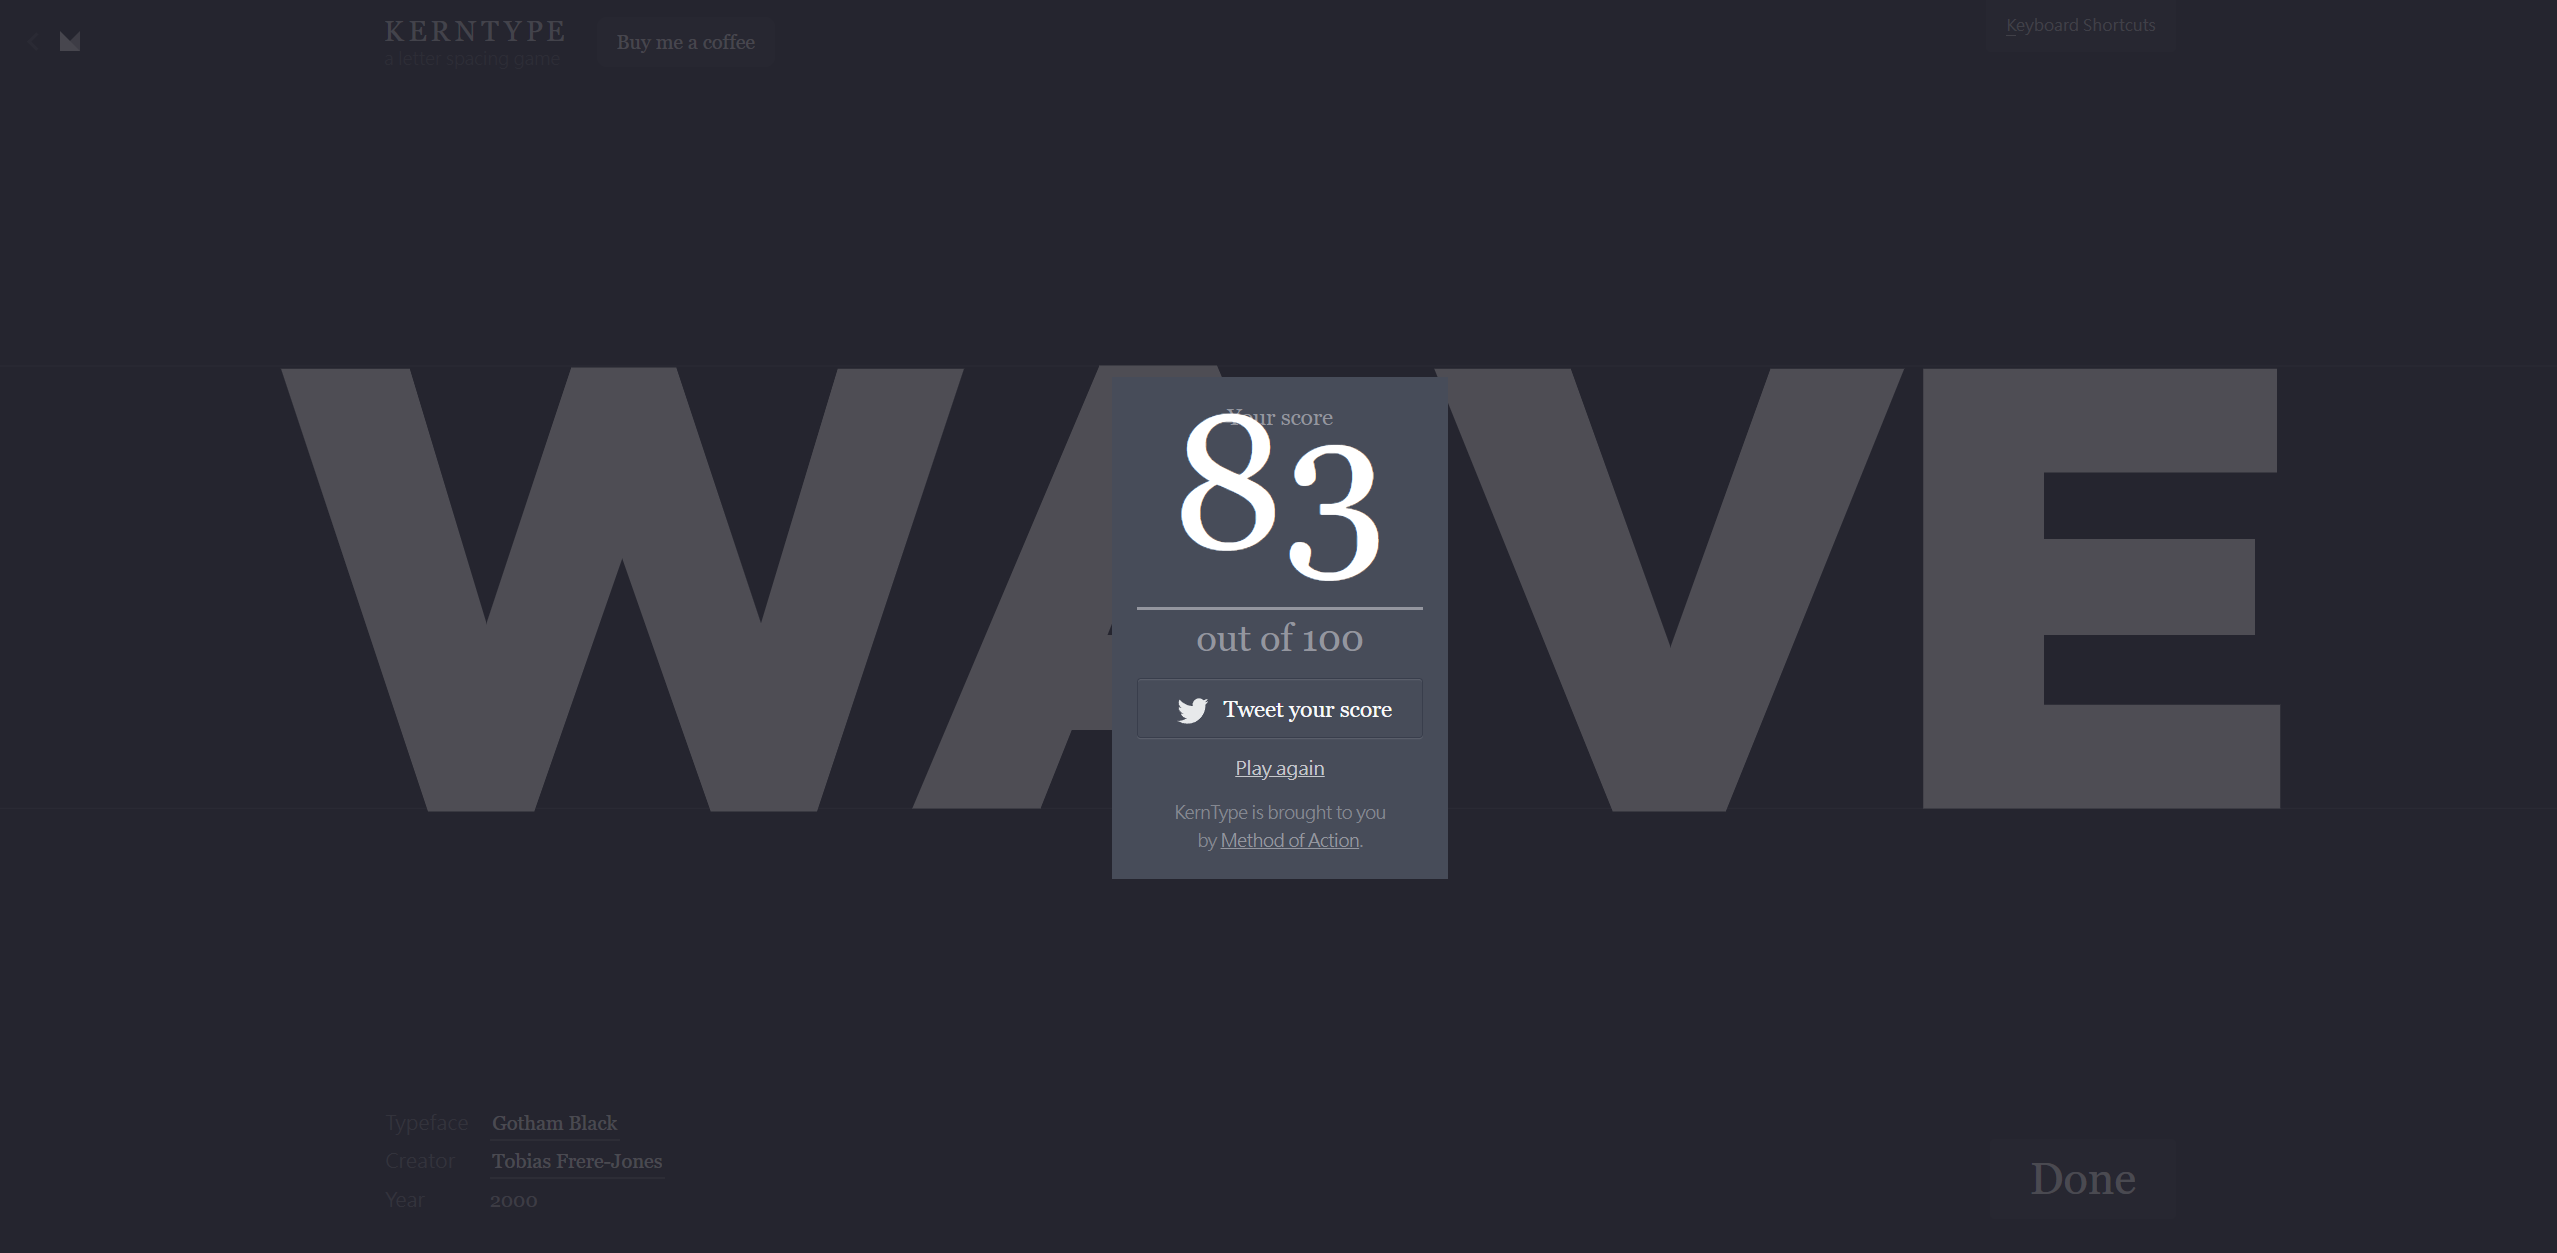 KERNTYPE
a letter spacing game
Buy me a coffee
Keyboard Shortcuts
WAVE
Your score
83
out of 100
Tweet your score
Play again
KernType is brought to you
by Method of Action.
Typeface Gotham Black
Creator Tobias Frere-Jones
Year 2000
Done